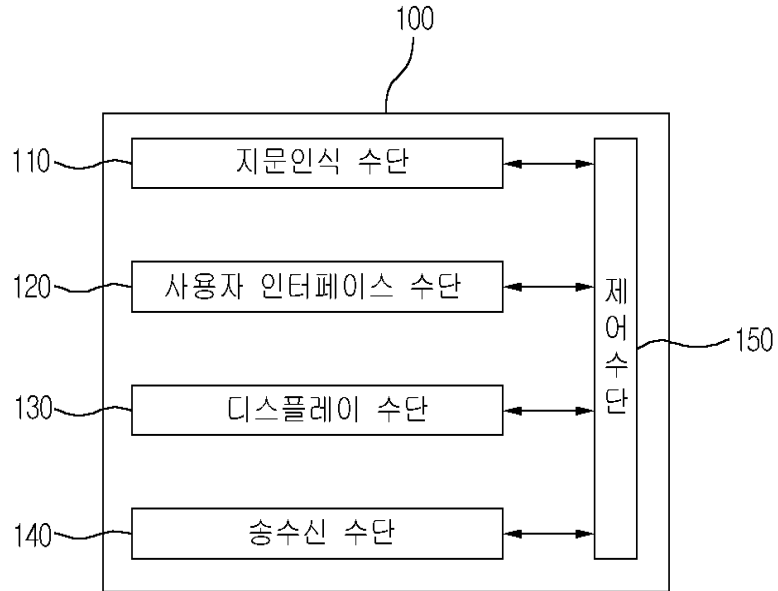 100
110
지문인식 수단
120
사용자 인터페이스 수단
130
디스플레이 수단
140
송수신 수단
제어수단
150